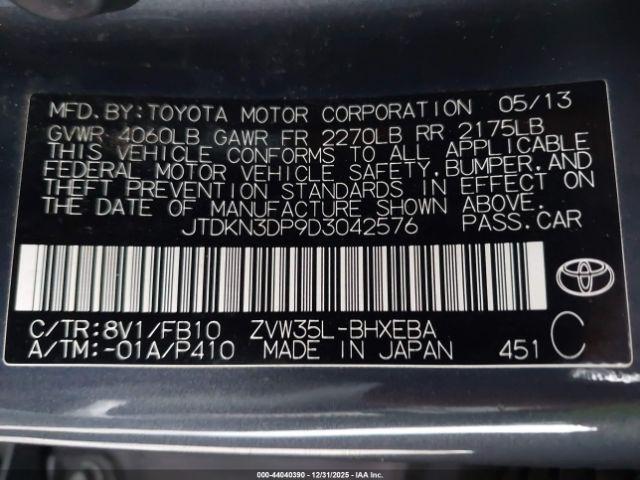 MFD.BY:TOYOTA MOTOR CORPORATION 05/13
GVWR 4060LB GAWR FR 2270LB RR 2175LB
THIS VEHICLE CONFORMS TO ALL APPLICABLE
FEDERAL MOTOR VEHICLE SAFETY,BUMPER,AND
THEFT PREVENTION STANDARDS IN EFFECT ON
THE DATE OF MANUFACTURE SHOWN ABOVE.
JTDKN3DP9D3042576 PASS.CAR
C/TR:8V1/FB10 ZVW35L-BHXEBA
A/TM:-01A/P410 MADE IN JAPAN 451 C
TOYOTA
000-44040390 - 12/31/2025 - IAAI.COM